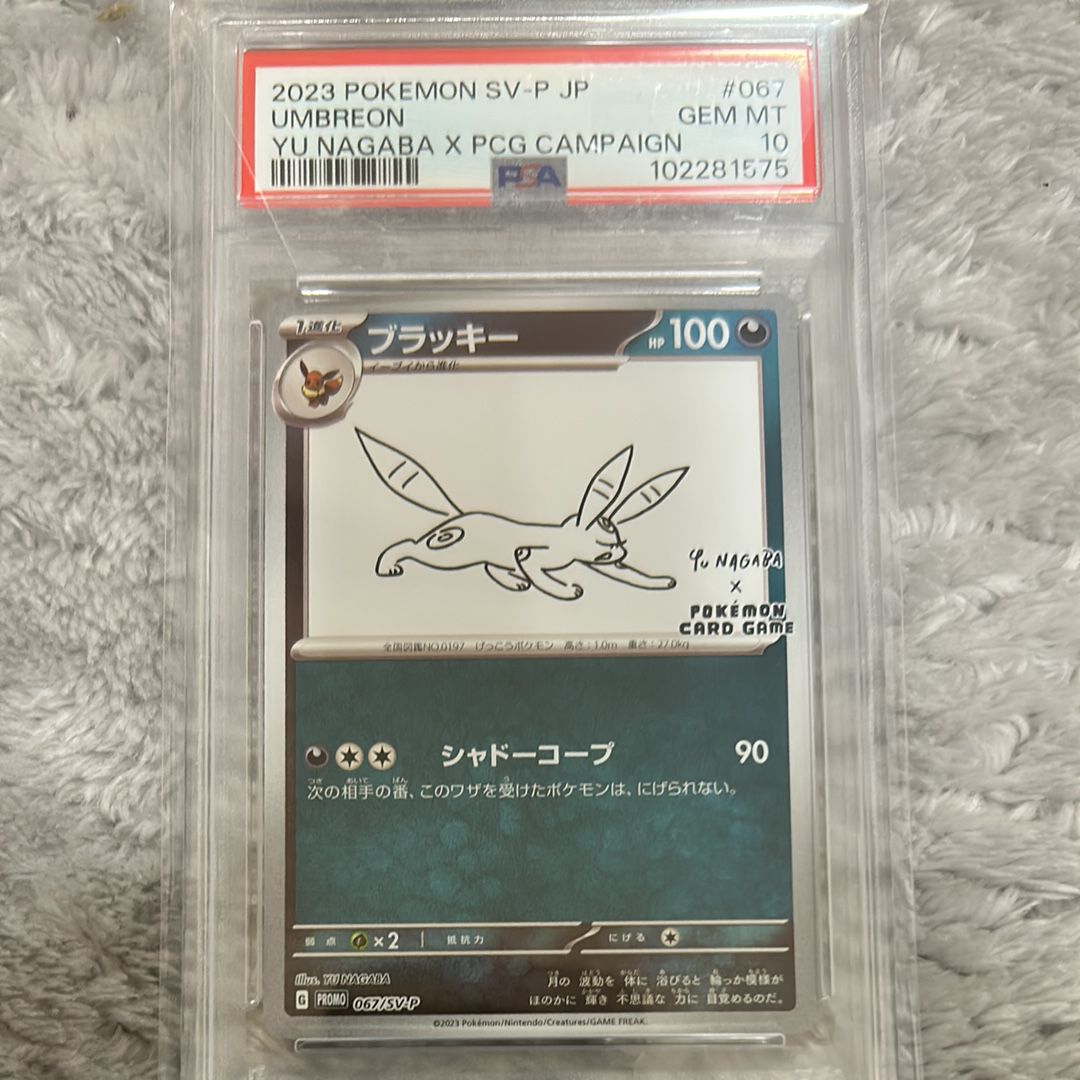 2023 POKEMON SV-P JP #067
UMBREON GEM MT
YU NAGABA X PCG CAMPAIGN 10
PSA 102281575
1進化 ブラッキー HP 100
イーブイから進化
YU NAGABA
X
POKÉMON
CARD GAME
全国図鑑NO.0197 げっこうポケモン 高さ:1.0m 重さ:27.0kg
シャドーコープ 90
次の相手の番、このワザを受けたポケモンは、にげられない。
弱点 ×2 抵抗力 にげる
Illus. YU NAGABA
月の波動を体に浴びると輪っか模様が
ほのかに輝き不思議な力に目覚めるのだ。
G PROMO 067/SV-P
©2023 Pokémon/Nintendo/Creatures/GAME FREAK.